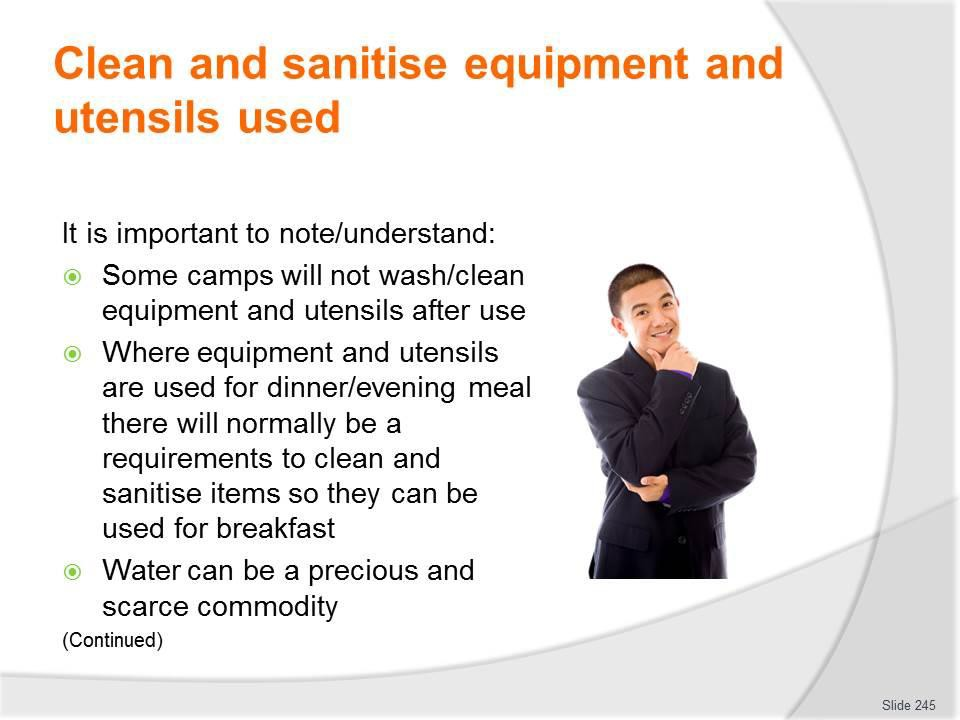 Clean and sanitise equipment and
utensils used
It is important to note/understand:
Some camps will not wash/clean
equipment and utensils after use
Where equipment and utensils
are used for dinner/evening meal
there will normally be a
requirements to clean and
sanitise items so they can be
used for breakfast
Water can be a precious and
scarce commodity
(Continued)
Slide 245